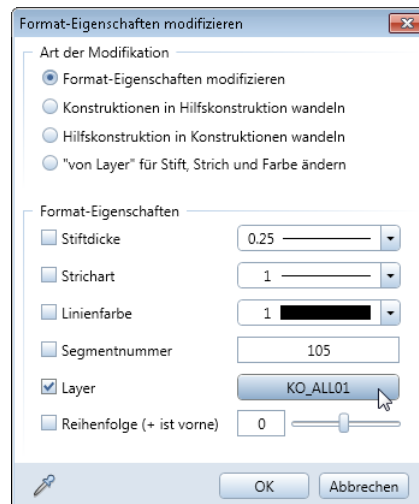 Format-Eigenschaften modifizieren
Art der Modifikation
Format-Eigenschaften modifizieren
Konstruktionen in Hilfskonstruktion wandeln
Hilfskonstruktion in Konstruktionen wandeln
"von Layer" für Stift, Strich und Farbe ändern
Format-Eigenschaften
Stiftdicke 0.25
Strichart 1
Linienfarbe 1
Segmentnummer 105
Layer KO_ALL01
Reihenfolge (+ ist vorne) 0
OK Abbrechen